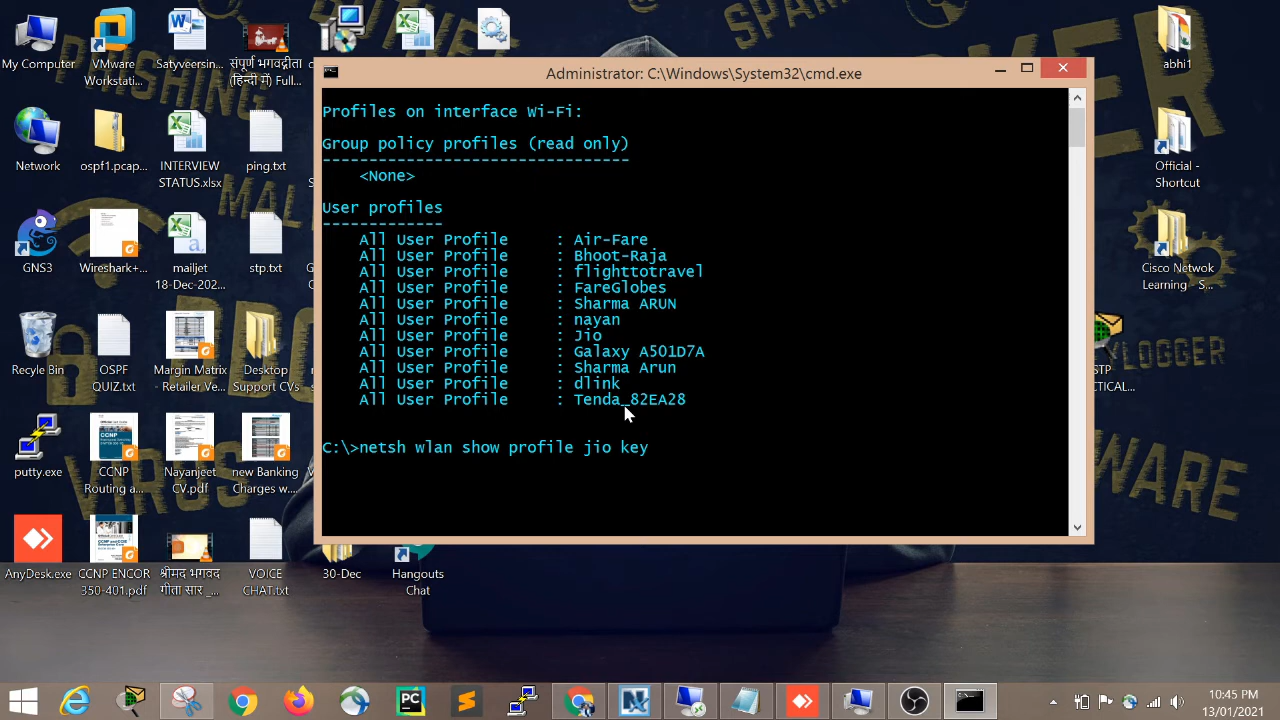 Administrator: C:\Windows\System32\cmd.exe
Profiles on interface Wi-Fi:
Group policy profiles (read only)
---------------------------------
<None>
User profiles
-------------
All User Profile : Air-Fare
All User Profile : Bhoot-Raja
All User Profile : flighttotravel
All User Profile : FareGlobes
All User Profile : Sharma ARUN
All User Profile : nayan
All User Profile : Jio
All User Profile : Galaxy A501D7A
All User Profile : Sharma Arun
All User Profile : dlink
All User Profile : Tenda_82EA28
C:\>netsh wlan show profile jio key
My Computer
VMware
Workstati...
Satyveersin...
संपूर्ण भगवद्गीता
(हिन्दी में) Full...
abhi1
Network
ospf1.pcap...
INTERVIEW
STATUS.xlsx
ping.txt
Official -
Shortcut
GNS3
Wireshark+...
mailjet
18-Dec-202...
stp.txt
Cisco Netwok
Learning - S...
Recyle Bin
OSPF
QUIZ.txt
Margin Matrix
- Retailer Ve...
Desktop
Support CVs
STP
putty.exe
CCNP
Routing a...
Nayanjeet
CV.pdf
new Banking
Charges w...
AnyDesk.exe
CCNP ENCOR
350-401.pdf
श्रीमद भगवद
गीता सार _...
VOICE
CHAT.txt
30-Dec
Hangouts
Chat
10:45 PM
13/01/2021